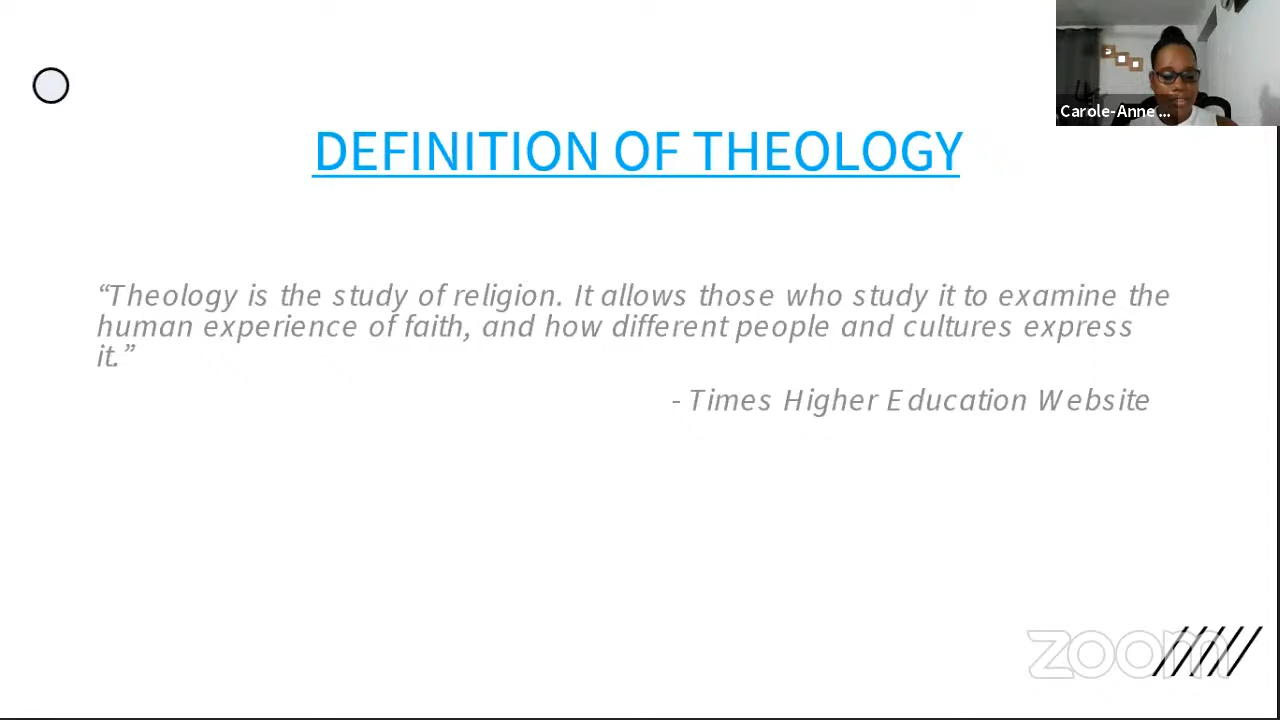 Carole-Anne ...
DEFINITION OF THEOLOGY
“Theology is the study of religion. It allows those who study it to examine the
human experience of faith, and how different people and cultures express
it.”
- Times Higher Education Website
zoom